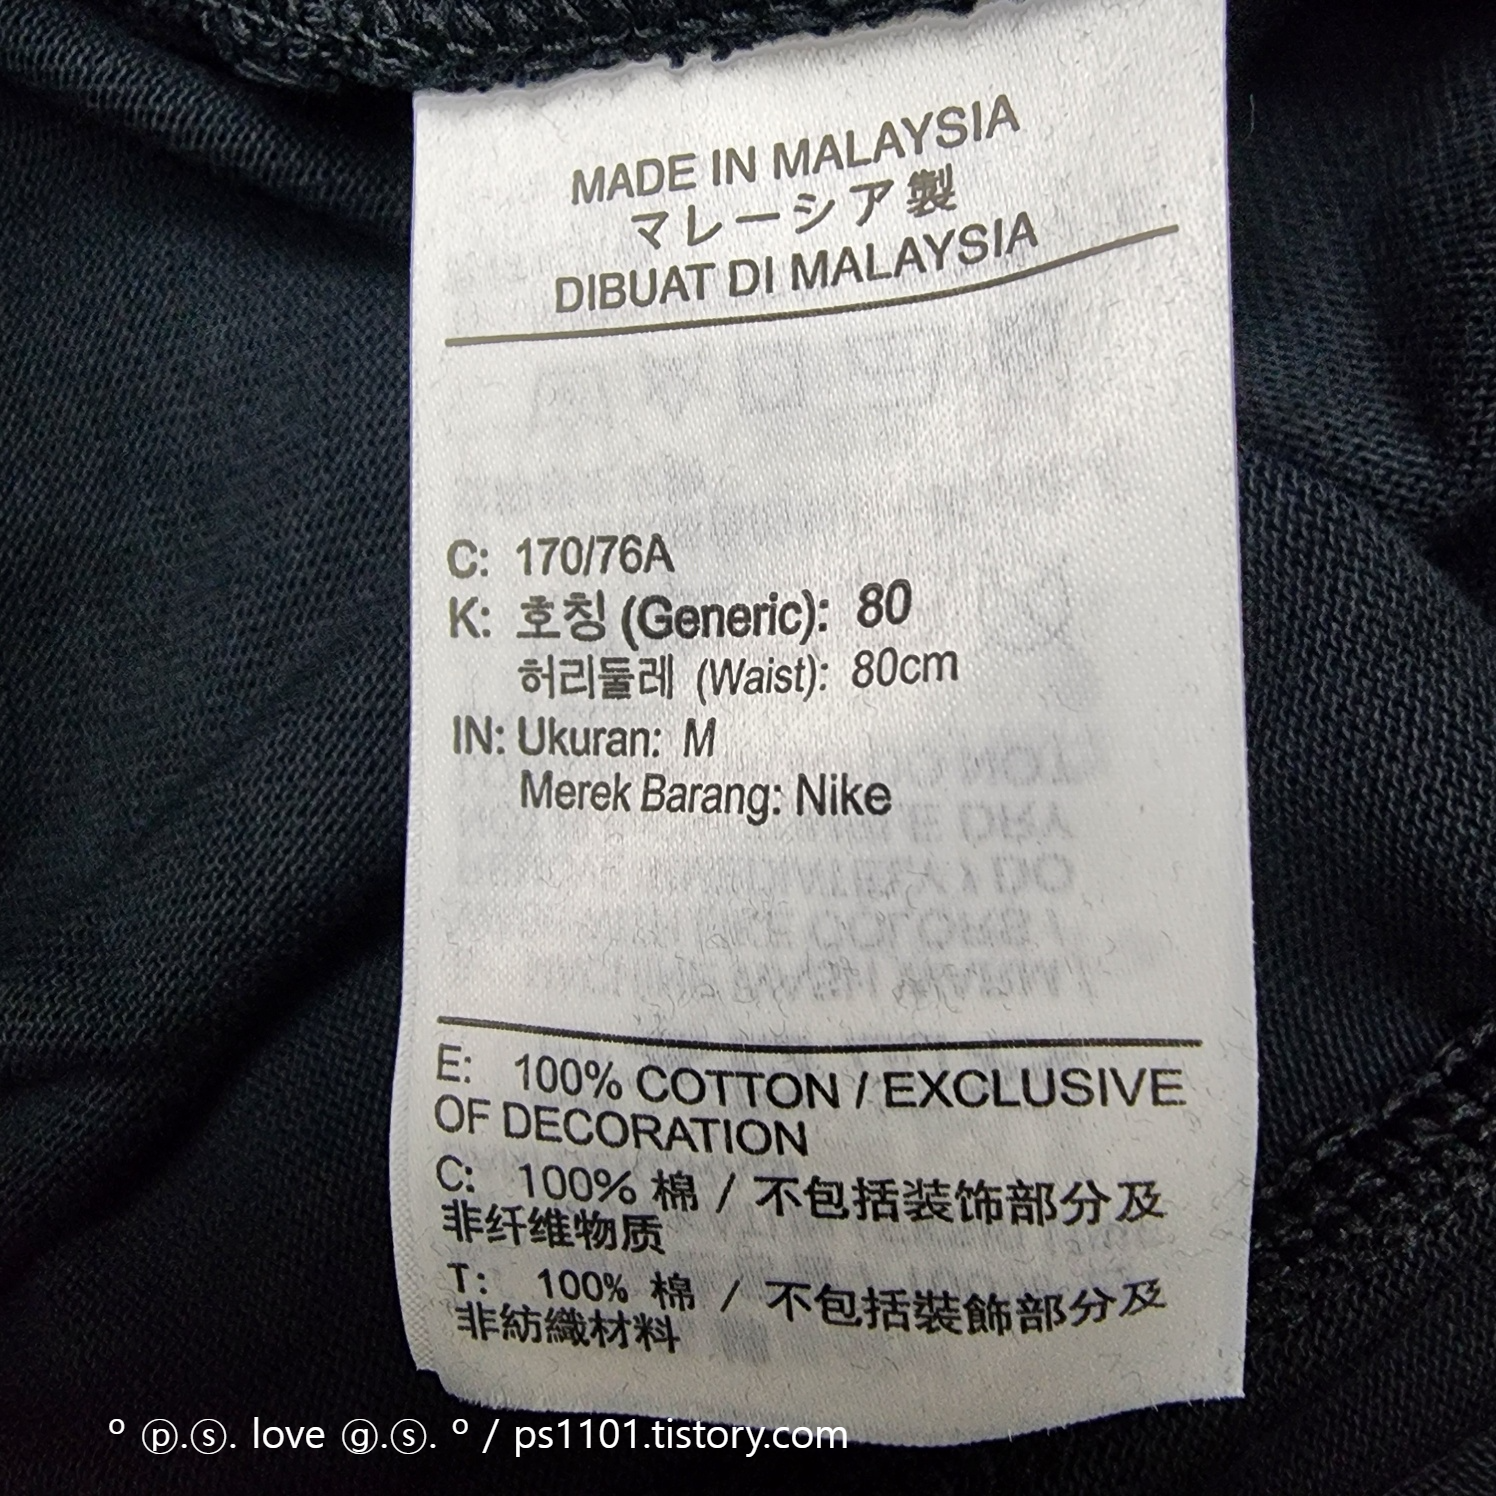 MADE IN MALAYSIA
マレーシア製
DIBUAT DI MALAYSIA
C: 170/76A
K: 호칭 (Generic): 80
허리둘레 (Waist): 80cm
IN: Ukuran: M
Merek Barang: Nike
E: 100% COTTON / EXCLUSIVE
OF DECORATION
C: 100% 棉 / 不包括装饰部分及
非纤维物质
T: 100% 棉 / 不包括裝飾部分及
非紡織材料
º ⓟ.ⓢ. love ⓖ.ⓢ. º / ps1101.tistory.com